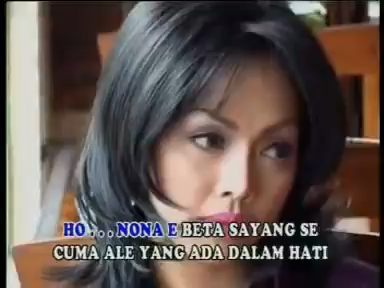 HO . . . NONA E BETA SAYANG SE
CUMA ALE YANG ADA DALAM HATI